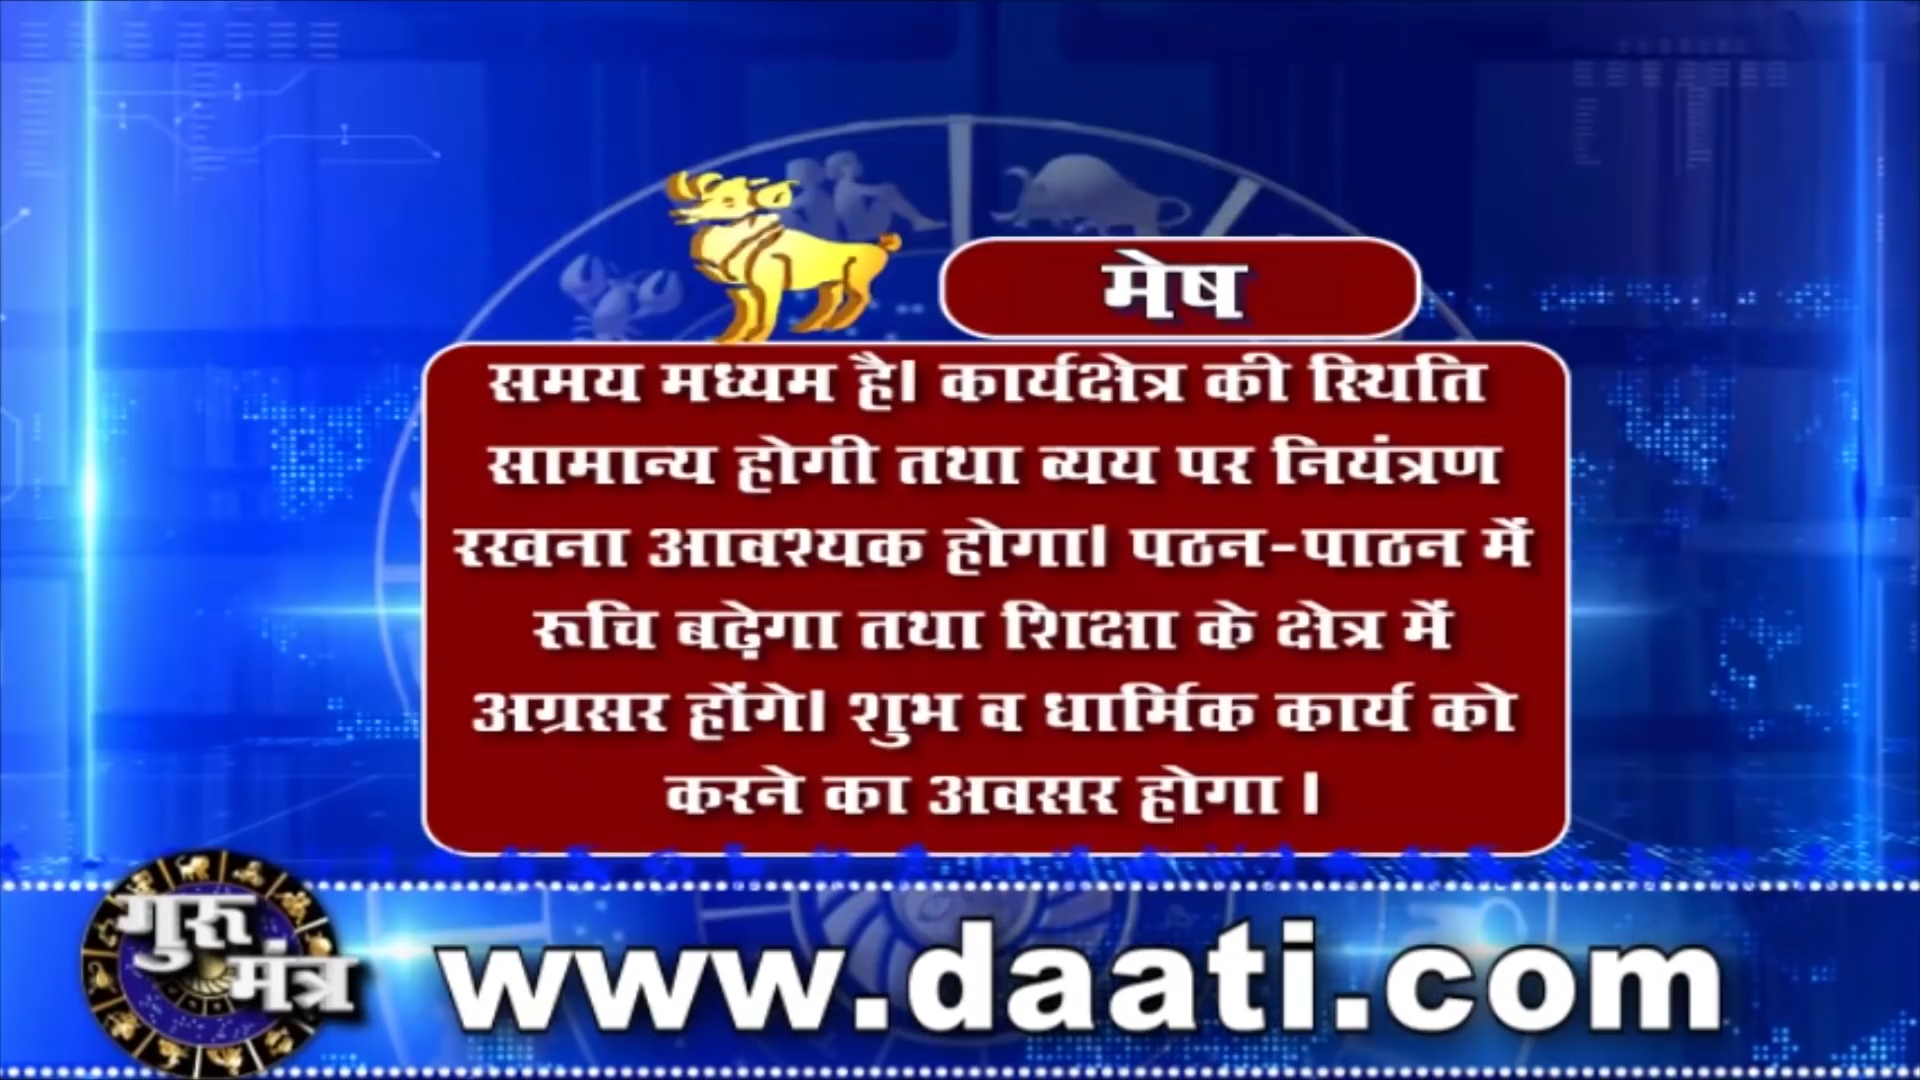 मेष
समय मध्यम है। कार्यक्षेत्र की स्थिति
सामान्य होगी तथा व्यय पर नियंत्रण
रखना आवश्यक होगा। पठन-पाठन में
रूचि बढ़ेगा तथा शिक्षा के क्षेत्र में
अग्रसर होंगे। शुभ व धार्मिक कार्य को
करने का अवसर होगा ।
गुरु
मंत्र
www.daati.com